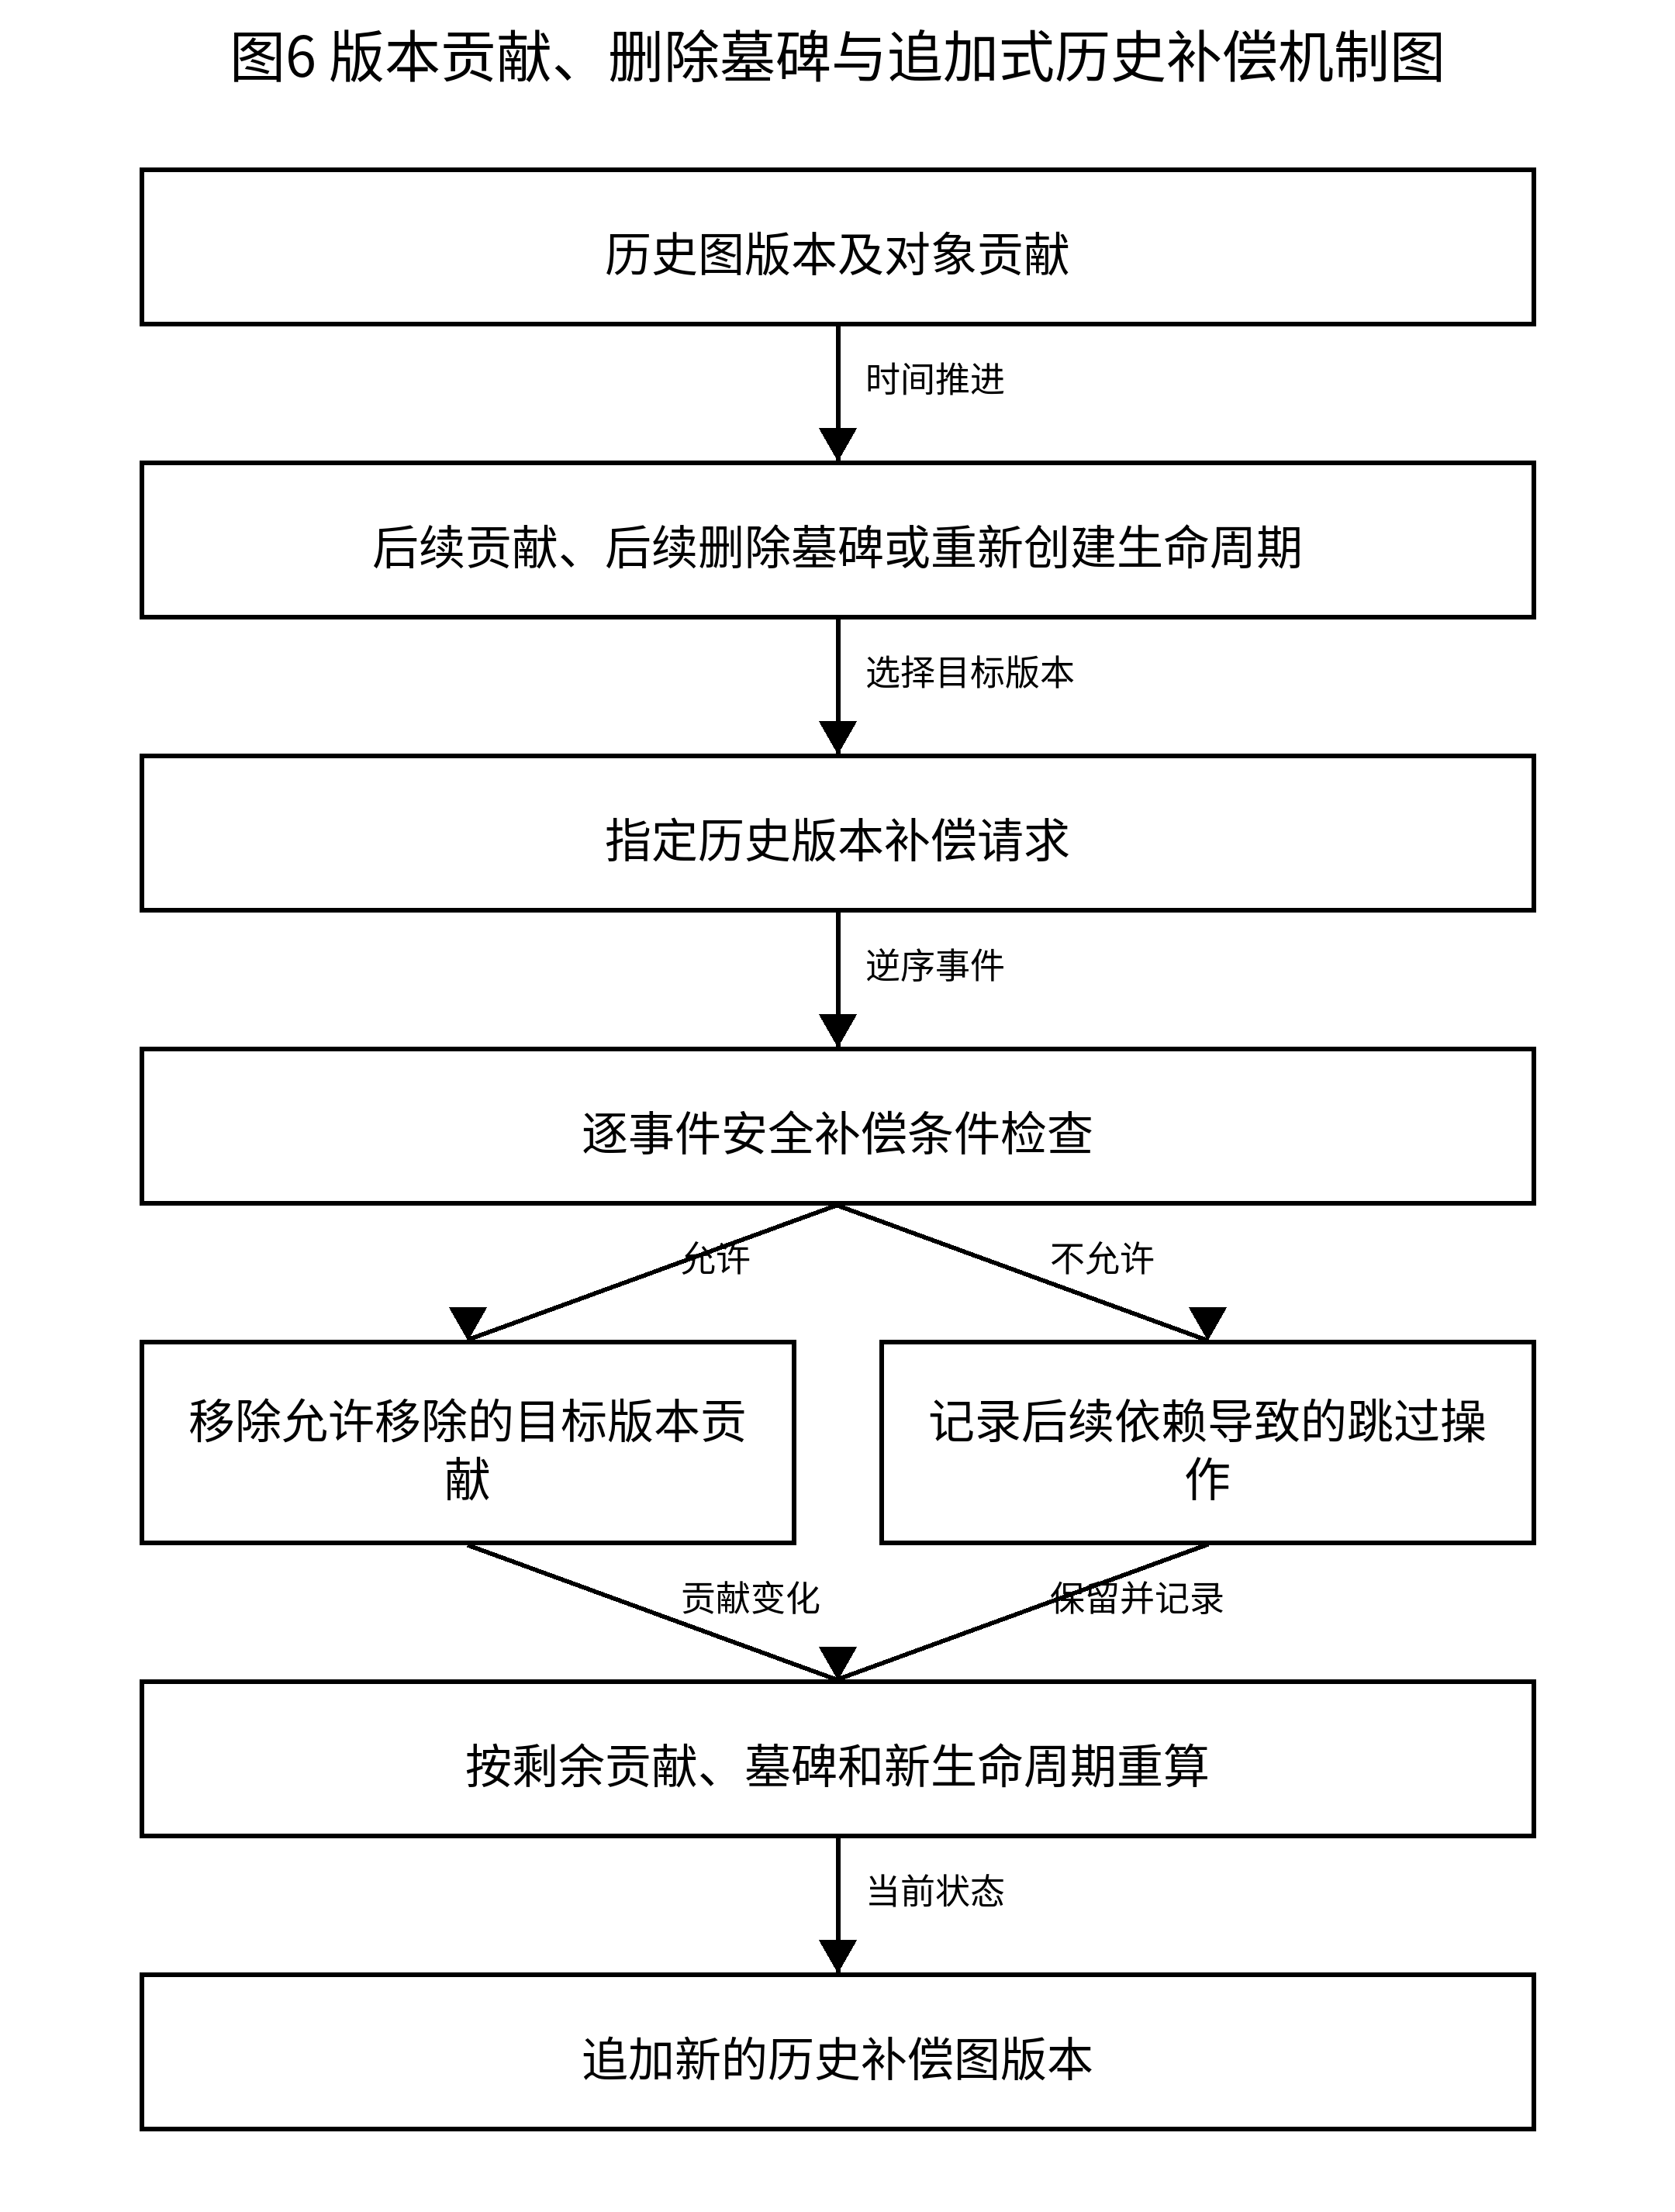 图6 版本贡献、删除墓碑与追加式历史补偿机制图
历史图版本及对象贡献
时间推进
后续贡献、后续删除墓碑或重新创建生命周期
选择目标版本
指定历史版本补偿请求
逆序事件
逐事件安全补偿条件检查
允许
不允许
移除允许移除的目标版本贡
献
记录后续依赖导致的跳过操
作
贡献变化
保留并记录
按剩余贡献、墓碑和新生命周期重算
当前状态
追加新的历史补偿图版本